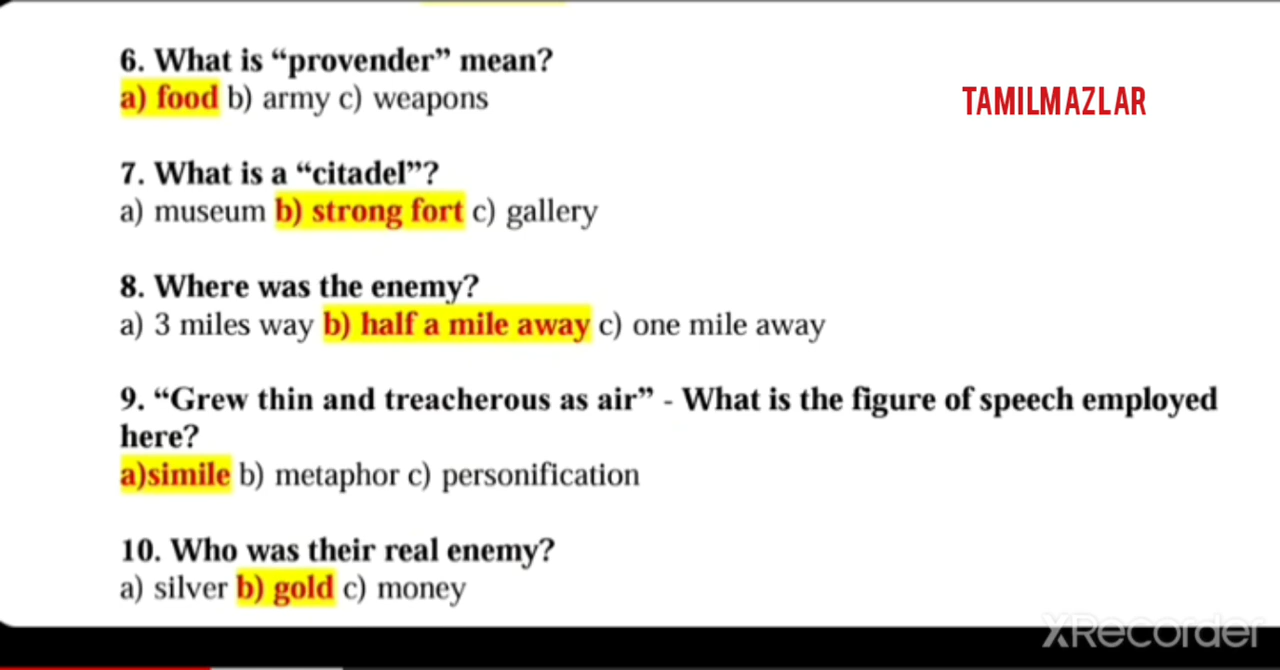 6. What is “provender” mean?
a) food b) army c) weapons
TAMILMAZLAR
7. What is a “citadel”?
a) museum b) strong fort c) gallery
8. Where was the enemy?
a) 3 miles way b) half a mile away c) one mile away
9. “Grew thin and treacherous as air” - What is the figure of speech employed
here?
a)simile b) metaphor c) personification
10. Who was their real enemy?
a) silver b) gold c) money
XRecorder